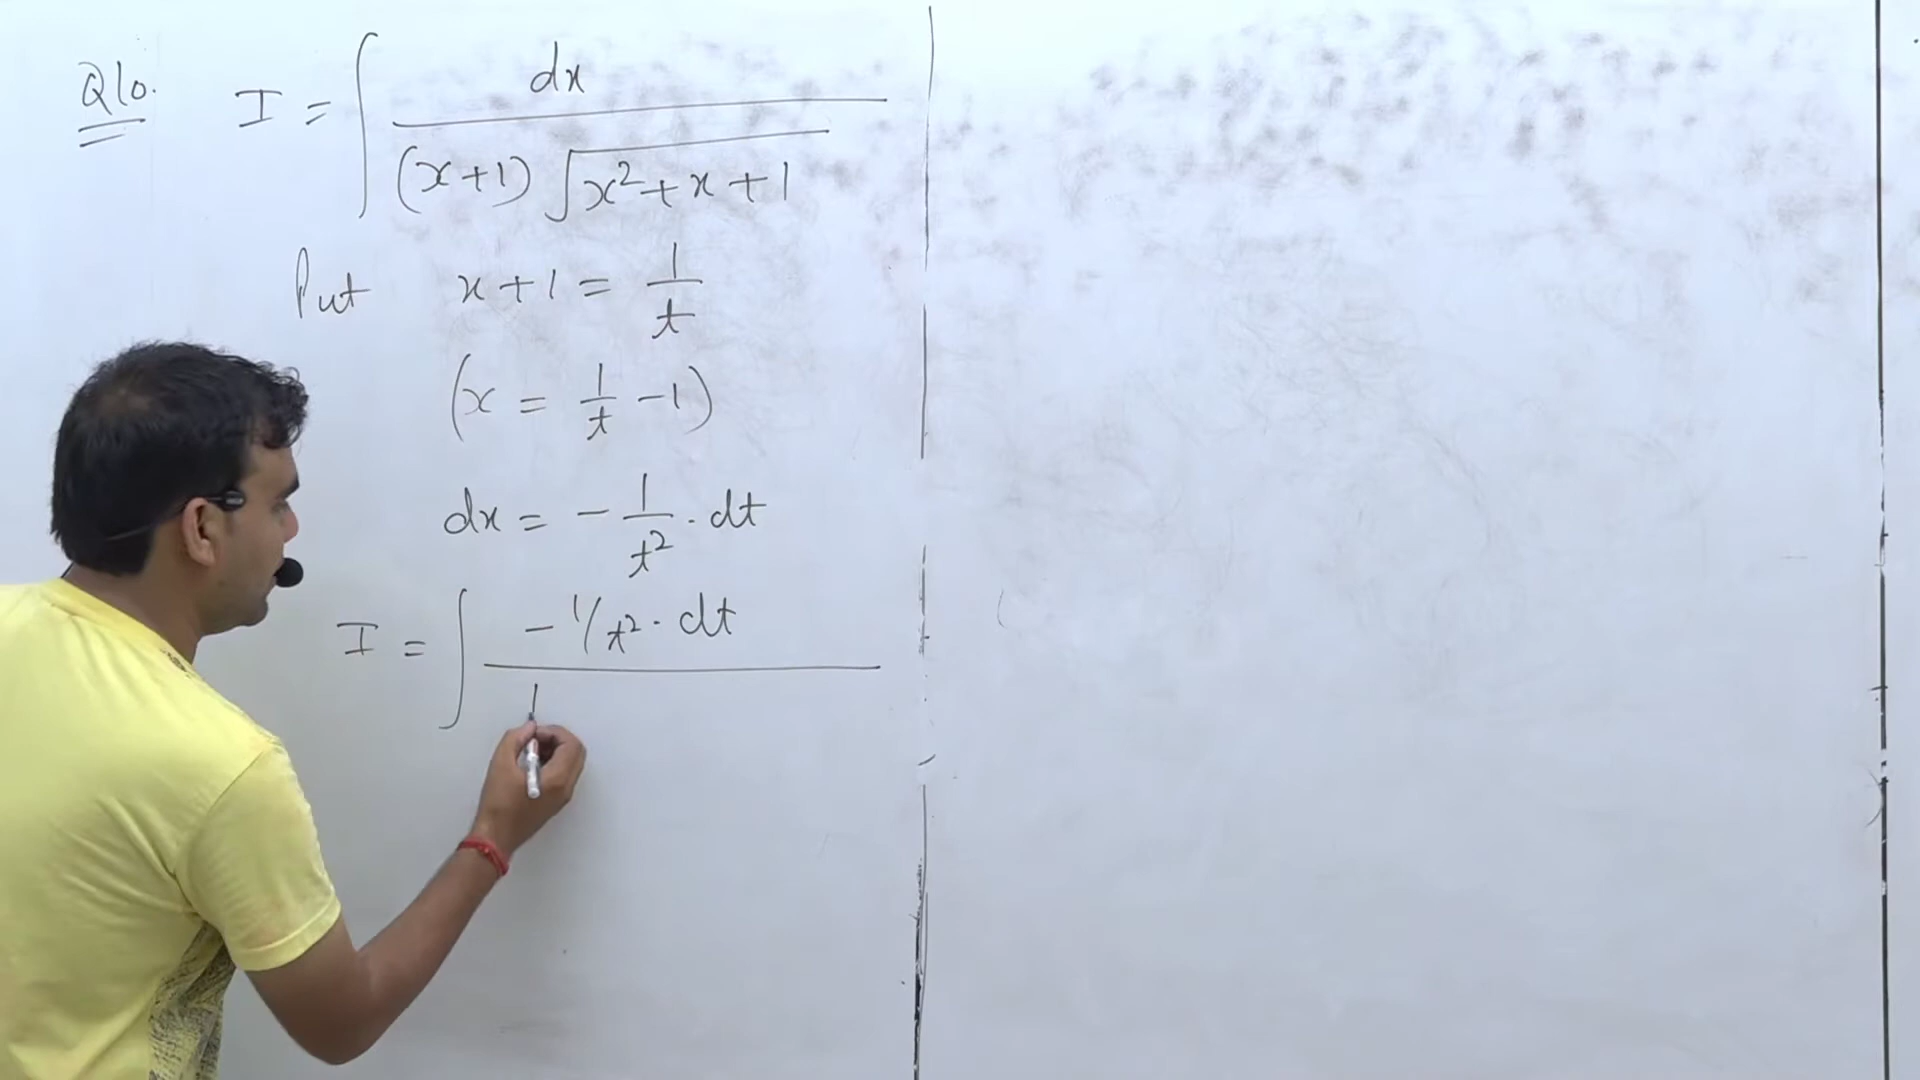 Q10. I = ∫ dx / (x+1) √x²+x+1
Put x+1 = 1/t
(x = 1/t -1)
dx = - 1/t² . dt
I = ∫ - 1/t² . dt / 1